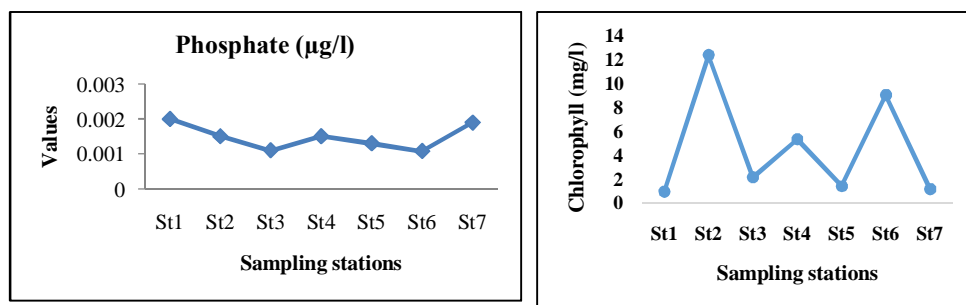 Phosphate (µg/l)
Values
0.003
0.002
0.001
0
St1 St2 St3 St4 St5 St6 St7
Sampling stations
Chlorophyll (mg/l)
14
12
10
8
6
4
2
0
St1 St2 St3 St4 St5 St6 St7
Sampling stations